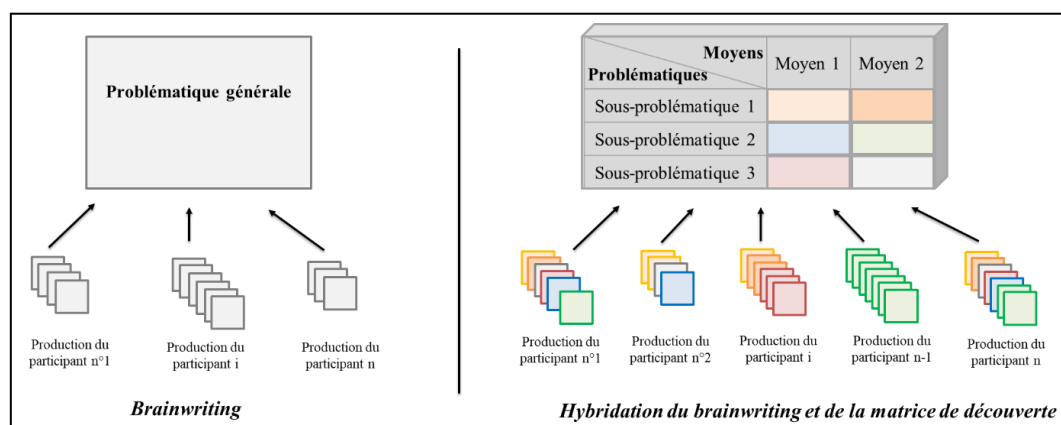 Problématique générale
Production du
participant n°1
Production du
participant i
Production du
participant n
Brainwriting
Moyens
Problématiques
Moyen 1
Moyen 2
Sous-problématique 1
Sous-problématique 2
Sous-problématique 3
Production du
participant n°1
Production du
participant n°2
Production du
participant i
Production du
participant n-1
Production du
participant n
Hybridation du brainwriting et de la matrice de découverte